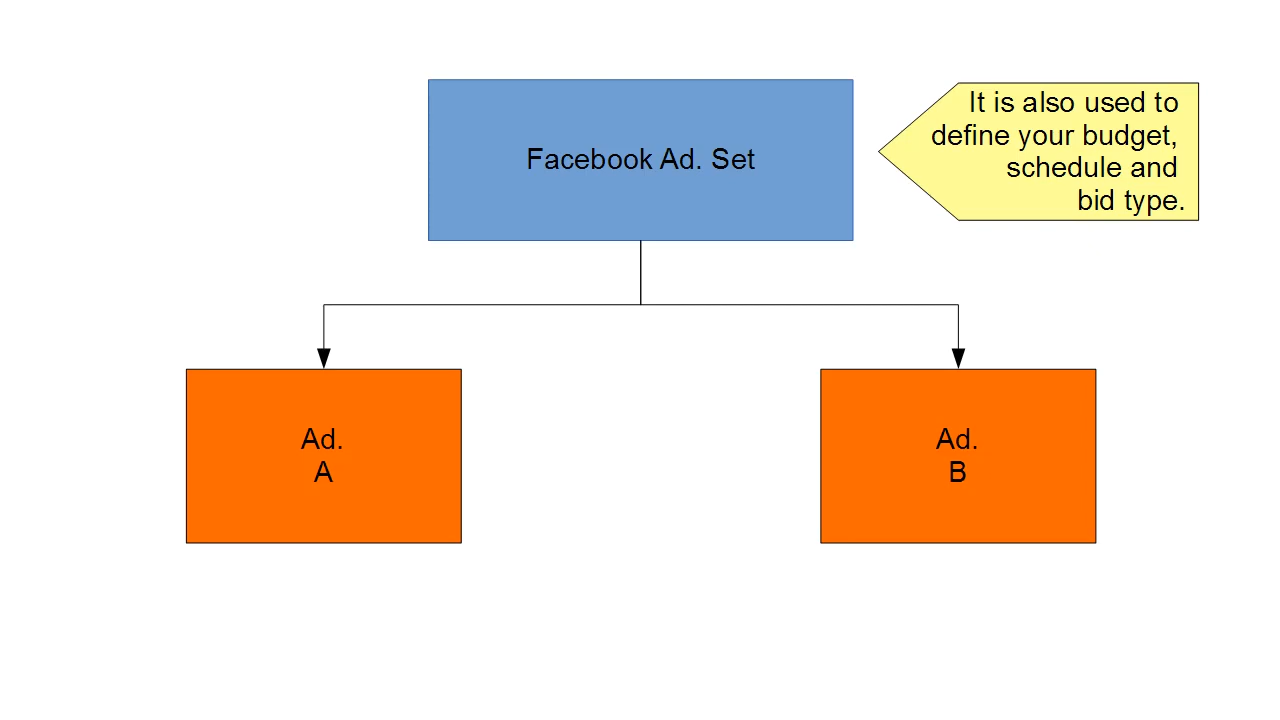 Facebook Ad. Set
It is also used to
define your budget,
schedule and
bid type.
Ad.
A
Ad.
B